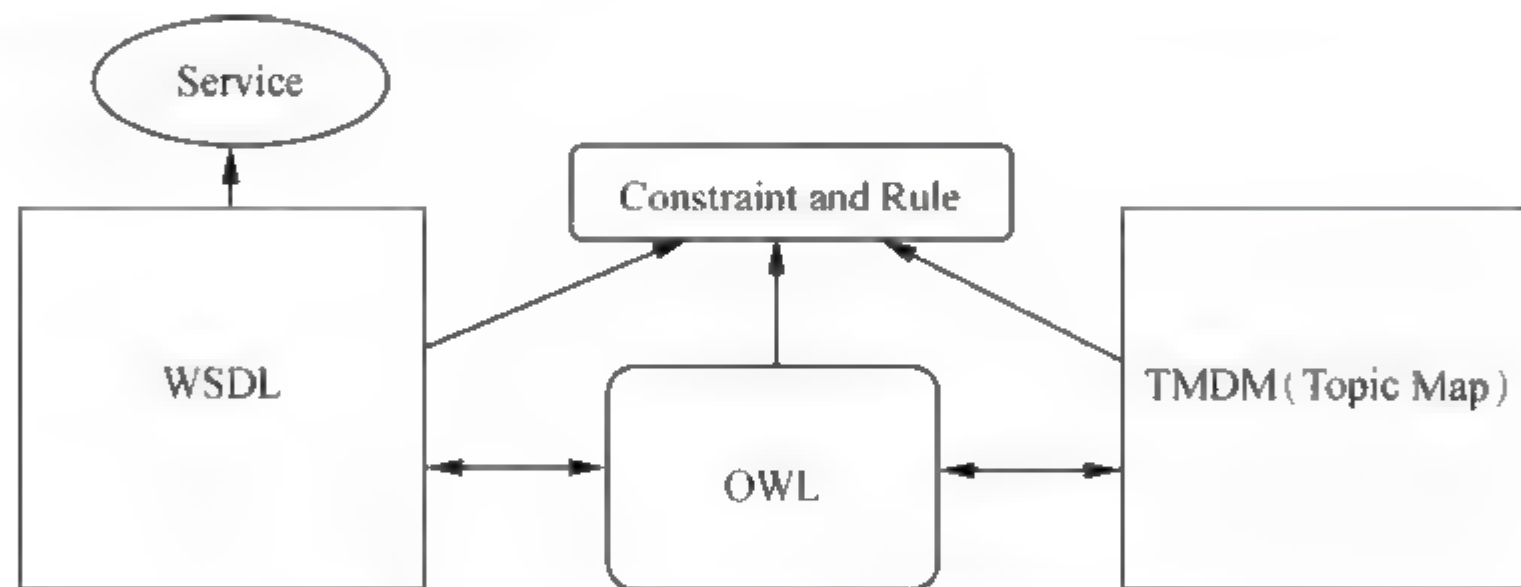 Service
Constraint and Rule
WSDL
TMDM(Topic Map)
OWL